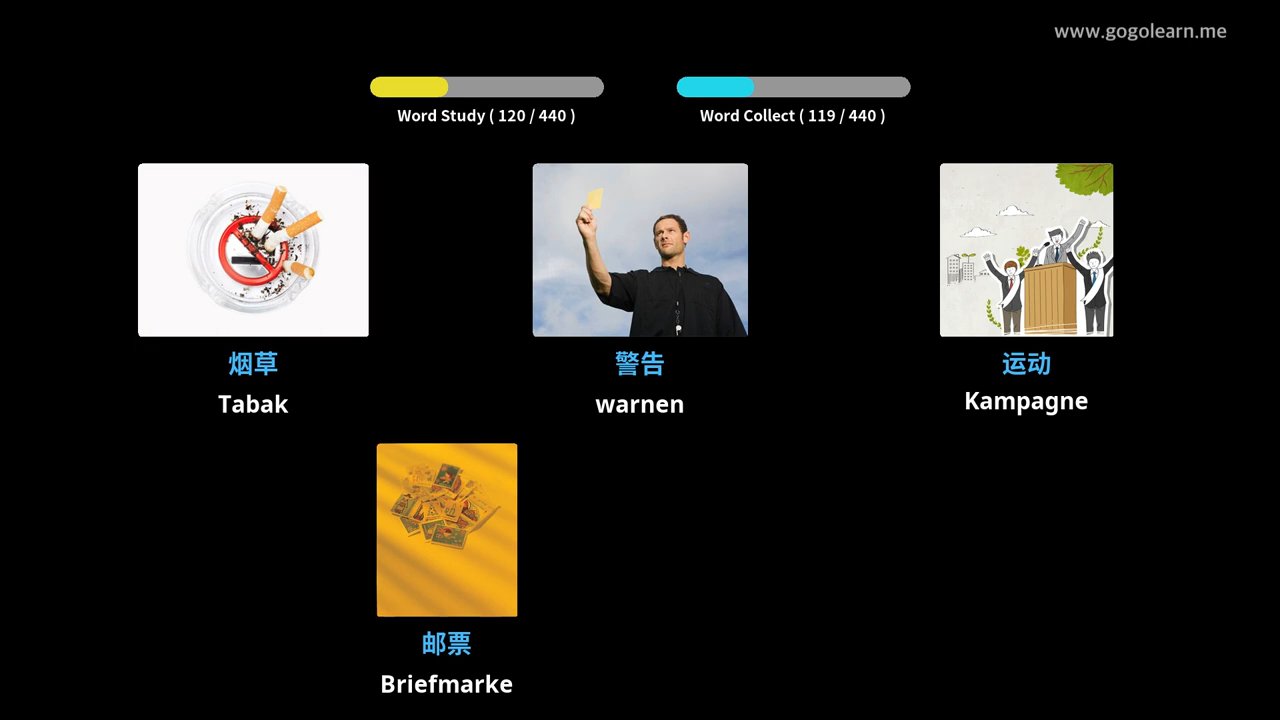 www.gogolearn.me
Word Study ( 120 / 440 )
Word Collect ( 119 / 440 )
烟草
Tabak
警告
warnen
运动
Kampagne
邮票
Briefmarke